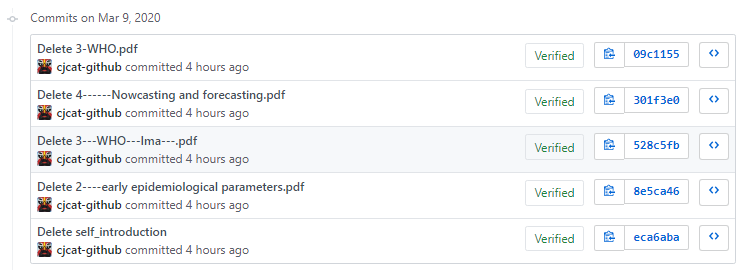 Commits on Mar 9, 2020
Delete 3-WHO.pdf
cjcat-github committed 4 hours ago
Verified
09c1155
Delete 4------Nowcasting and forecasting.pdf
cjcat-github committed 4 hours ago
Verified
301f3e0
Delete 3---WHO---Ima---.pdf
cjcat-github committed 4 hours ago
Verified
528c5fb
Delete 2----early epidemiological parameters.pdf
cjcat-github committed 4 hours ago
Verified
8e5ca46
Delete self_introduction
cjcat-github committed 4 hours ago
Verified
eca6aba